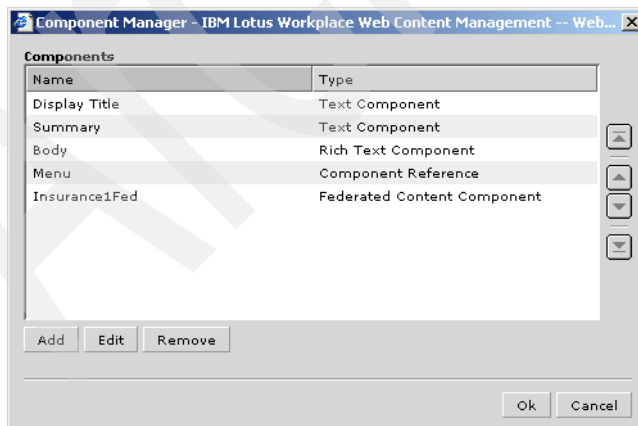 Component Manager - IBM Lotus Workplace Web Content Management -- Web...
Components
Name Type
Display Title Text Component
Summary Text Component
Body Rich Text Component
Menu Component Reference
Insurance1Fed Federated Content Component
Add Edit Remove
Ok Cancel